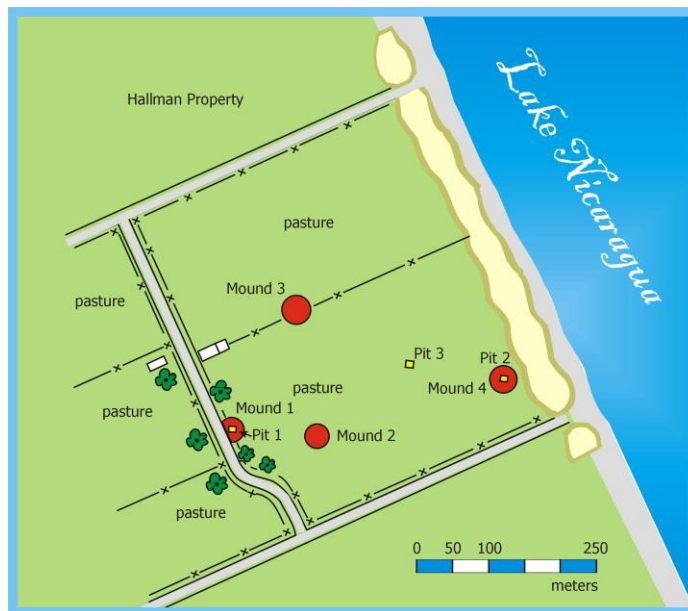 Hallman Property
Lake Nicaragua
pasture
pasture
Mound 3
Pit 3
Pit 2
Mound 4
pasture
pasture
Mound 1
Pit 1
Mound 2
pasture
0 50 100 250
meters